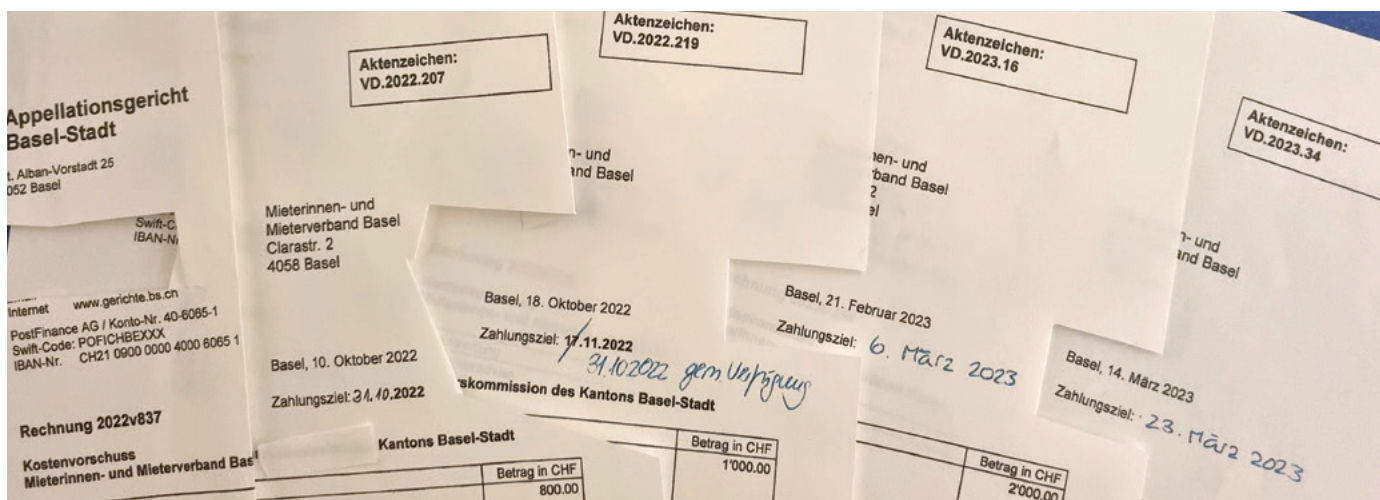 Appellationsgericht
Basel-Stadt
t. Alban-Vorstadt 25
052 Basel
Swift-C
IBAN-N
Internet www.gerichte.bs.ch
PostFinance AG / Konto-Nr. 40-6065-1
Swift-Code: POFICHBEXXX
IBAN-Nr. CH21 0900 0000 4000 6065 1
Rechnung 2022v837
Kostenvorschuss
Mieterinnen- und Mieterverband Bas
Aktenzeichen:
VD.2022.207
Mieterinnen- und
Mieterverband Basel
Clarastr. 2
4058 Basel
Basel, 10. Oktober 2022
Zahlungsziel: 31.10.2022
Kantons Basel-Stadt
Betrag in CHF
800.00
Aktenzeichen:
VD.2022.219
n- und
and Basel
Basel, 18. Oktober 2022
Zahlungsziel: 17.11.2022
31.10.2022 gem. Verfügung
rskommission des Kantons Basel-Stadt
Betrag in CHF
1'000.00
Aktenzeichen:
VD.2023.16
nen- und
rband Basel
2
el
Basel, 21. Februar 2023
Zahlungsziel: 6. März 2023
Betrag in CHF
2'000.00
Aktenzeichen:
VD.2023.34
n- und
and Basel
Basel, 14. März 2023
Zahlungsziel: 23. März 2023